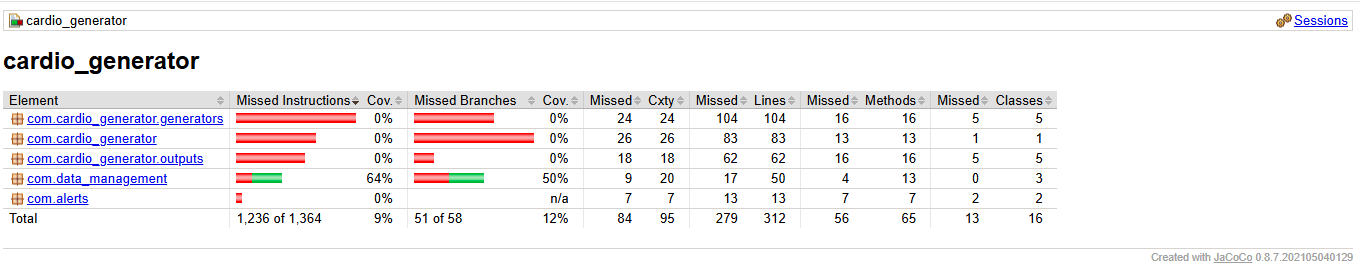 cardio_generator Sessions
cardio_generator
Element Missed Instructions Cov. Missed Branches Cov. Missed Cxty Missed Lines Missed Methods Missed Classes
com.cardio_generator.generators 0% 0% 24 24 104 104 16 16 5 5
com.cardio_generator 0% 0% 26 26 83 83 13 13 1 1
com.cardio_generator.outputs 0% 0% 18 18 62 62 16 16 5 5
com.data_management 64% 50% 9 20 17 50 4 13 0 3
com.alerts 0% n/a 7 7 13 13 7 7 2 2
Total 1,236 of 1,364 9% 51 of 58 12% 84 95 279 312 56 65 13 16
Created with JaCoCo 0.8.7.202105040129